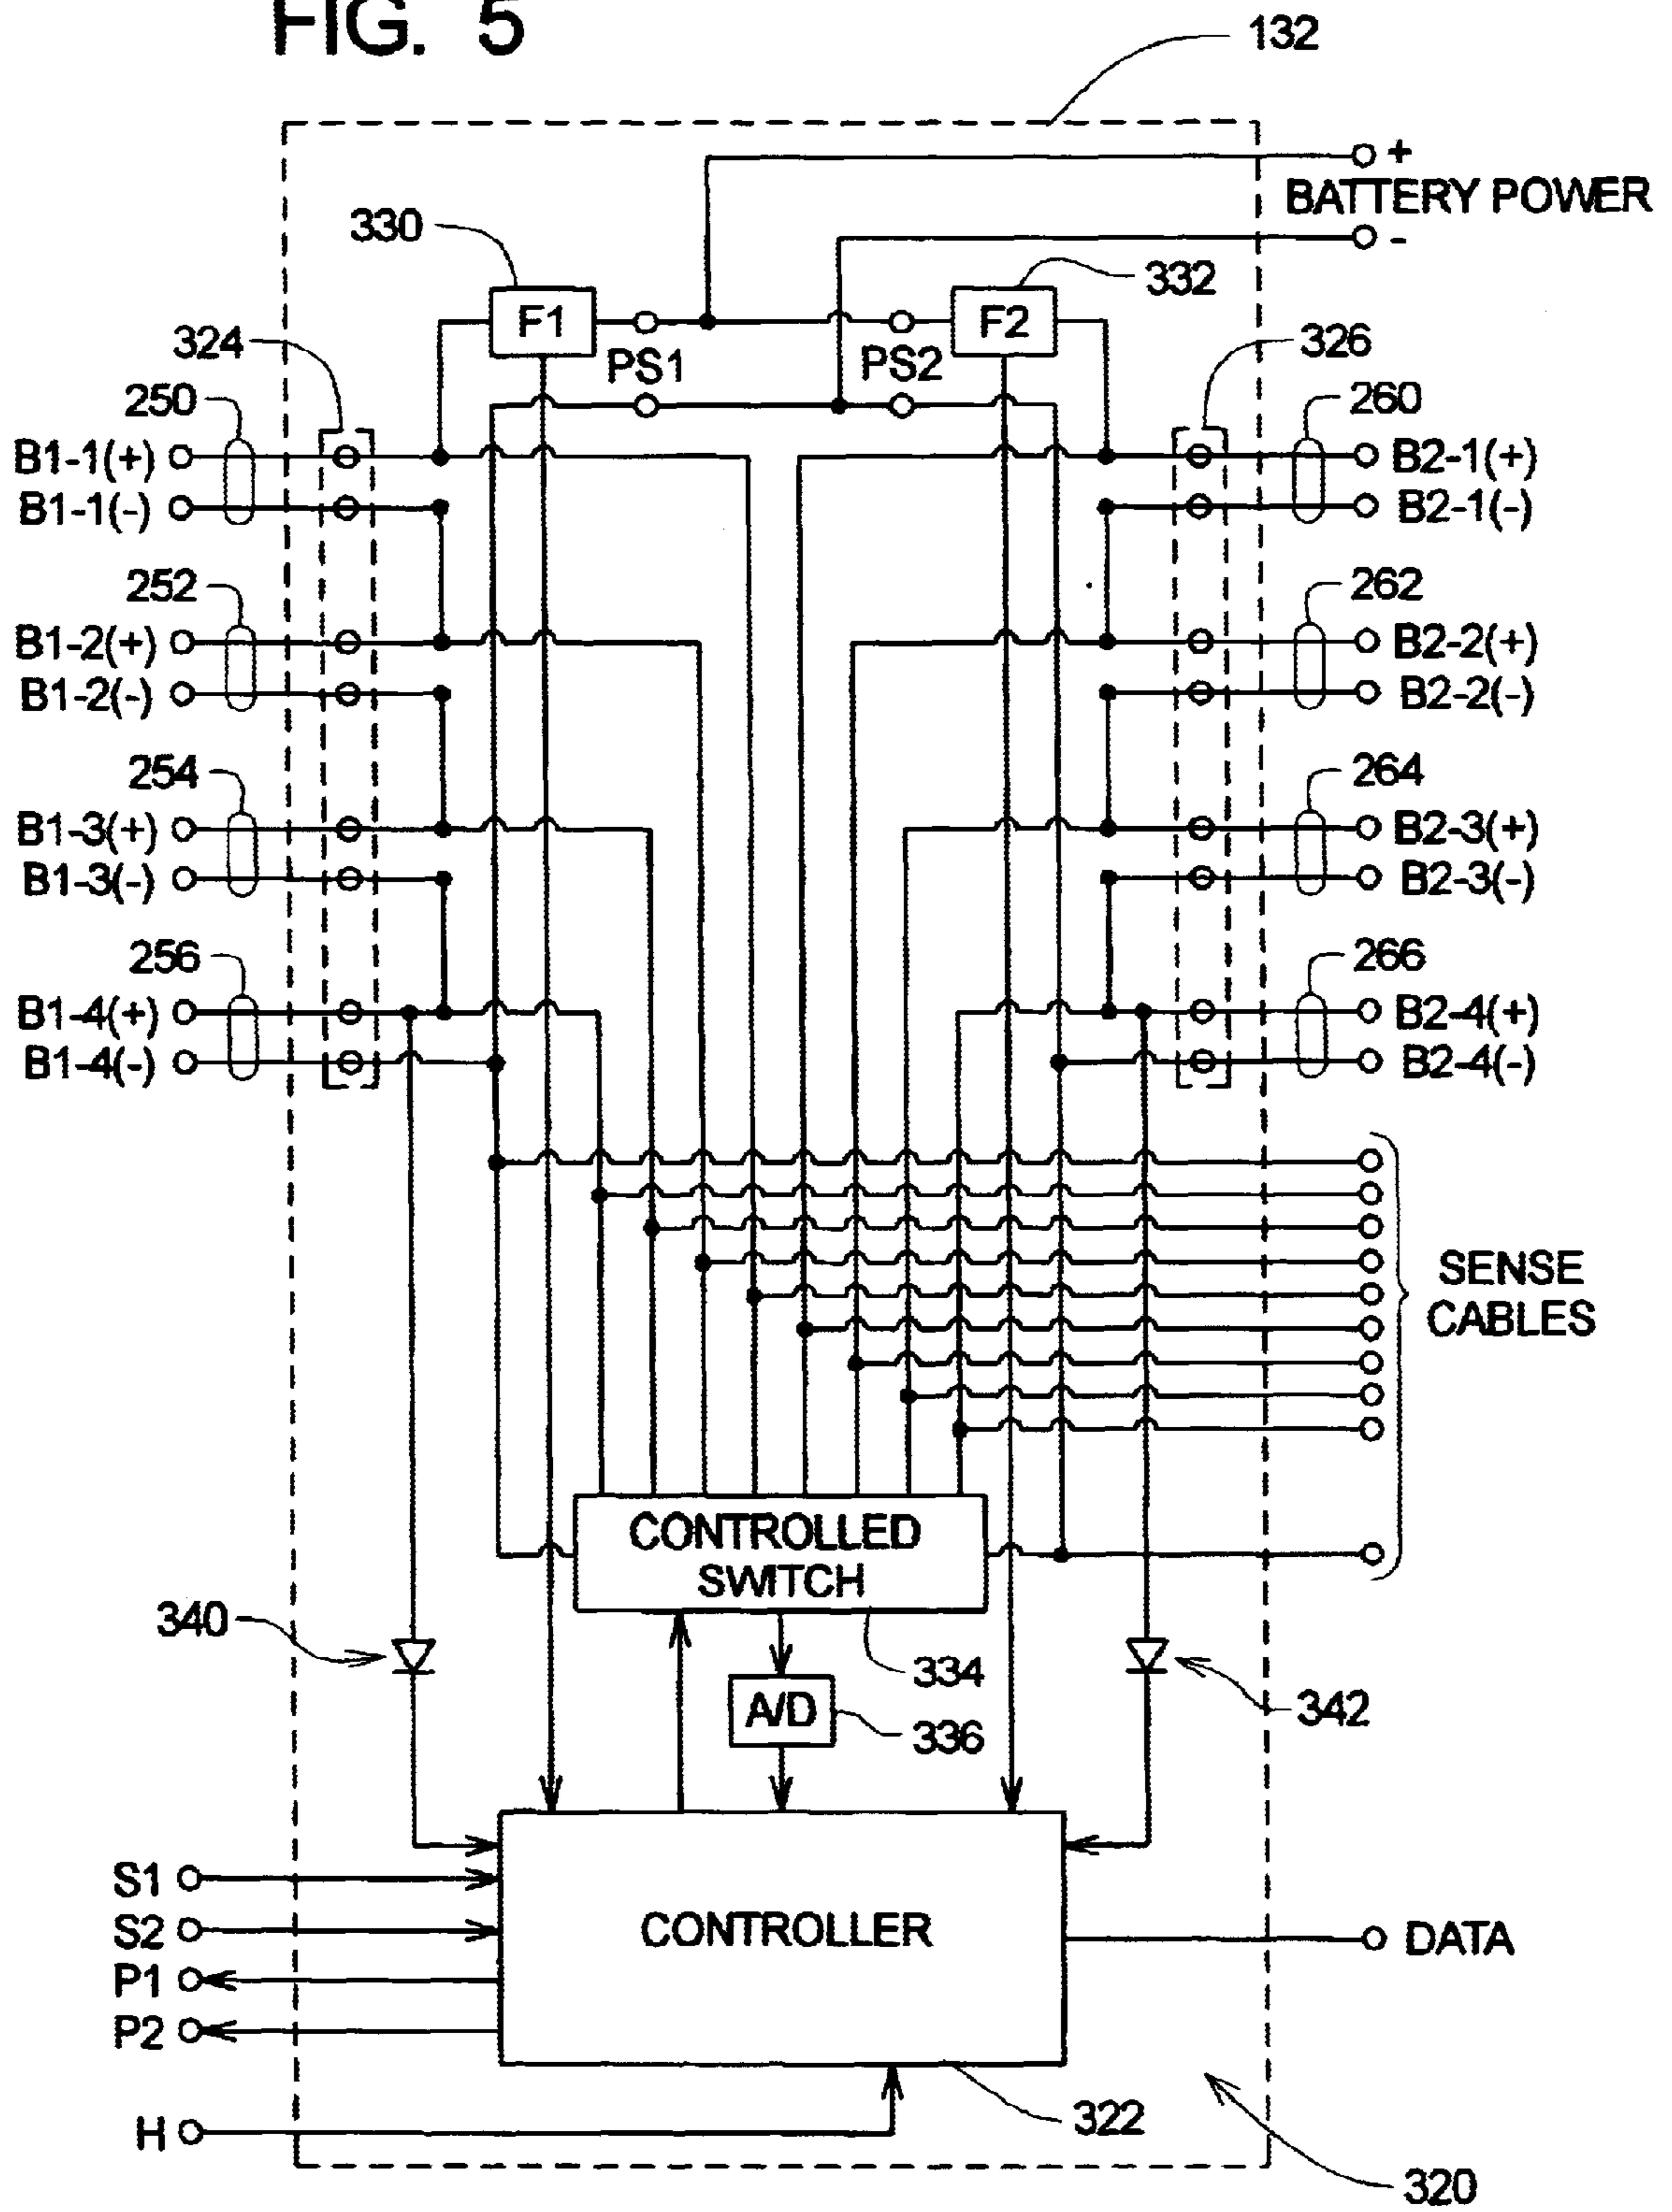 FIG. 5
132
+
BATTERY POWER
-
330
332
F1
F2
324
PS1
PS2
326
250
260
B1-1(+)
B2-1(+)
B1-1(-)
B2-1(-)
252
262
B1-2(+)
B2-2(+)
B1-2(-)
B2-2(-)
254
264
B1-3(+)
B2-3(+)
B1-3(-)
B2-3(-)
256
266
B1-4(+)
B2-4(+)
B1-4(-)
B2-4(-)
SENSE
CABLES
CONTROLLED
SWITCH
340
334
A/D
336
342
S1
S2
CONTROLLER
DATA
P1
P2
322
H
320